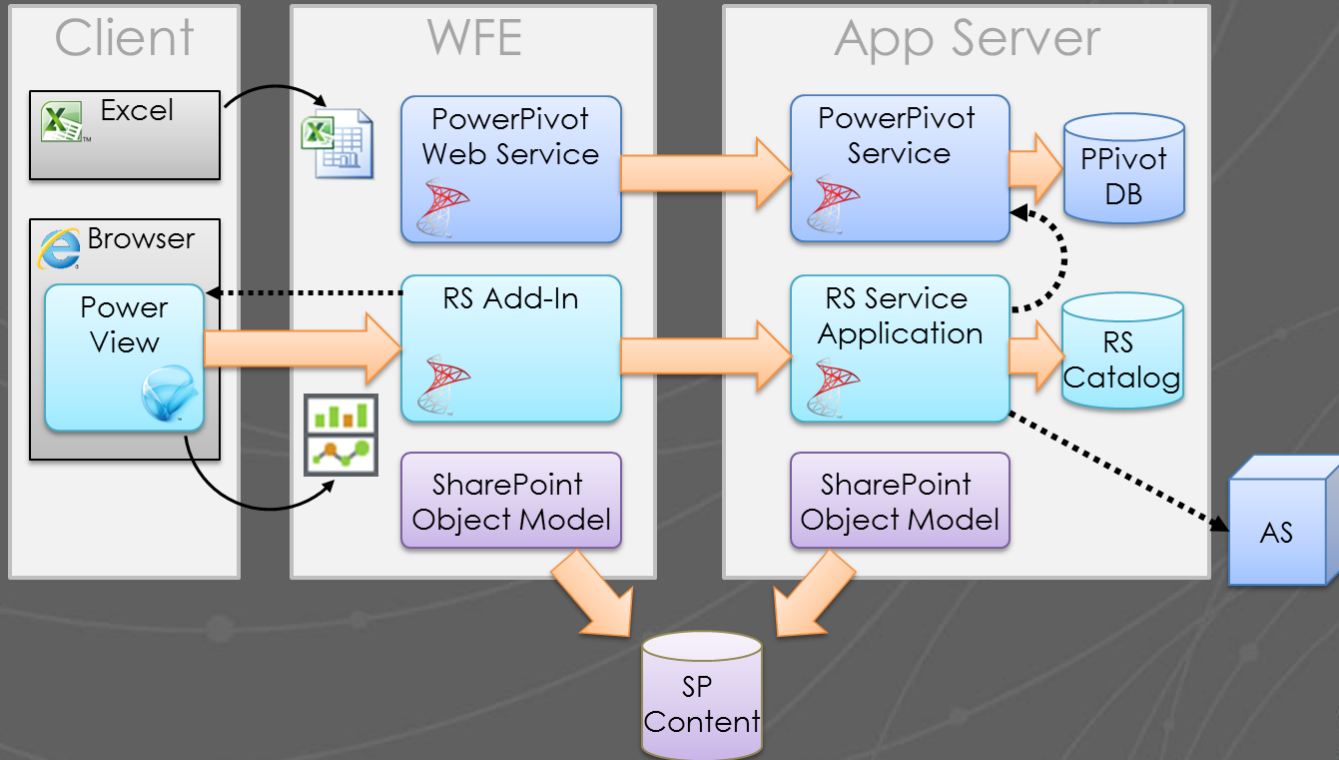 Client
WFE
App Server
Excel
PowerPivot
Web Service
PowerPivot
Service
PPivot
DB
Browser
Power
View
RS Add-In
RS Service
Application
RS
Catalog
SharePoint
Object Model
SharePoint
Object Model
AS
SP
Content